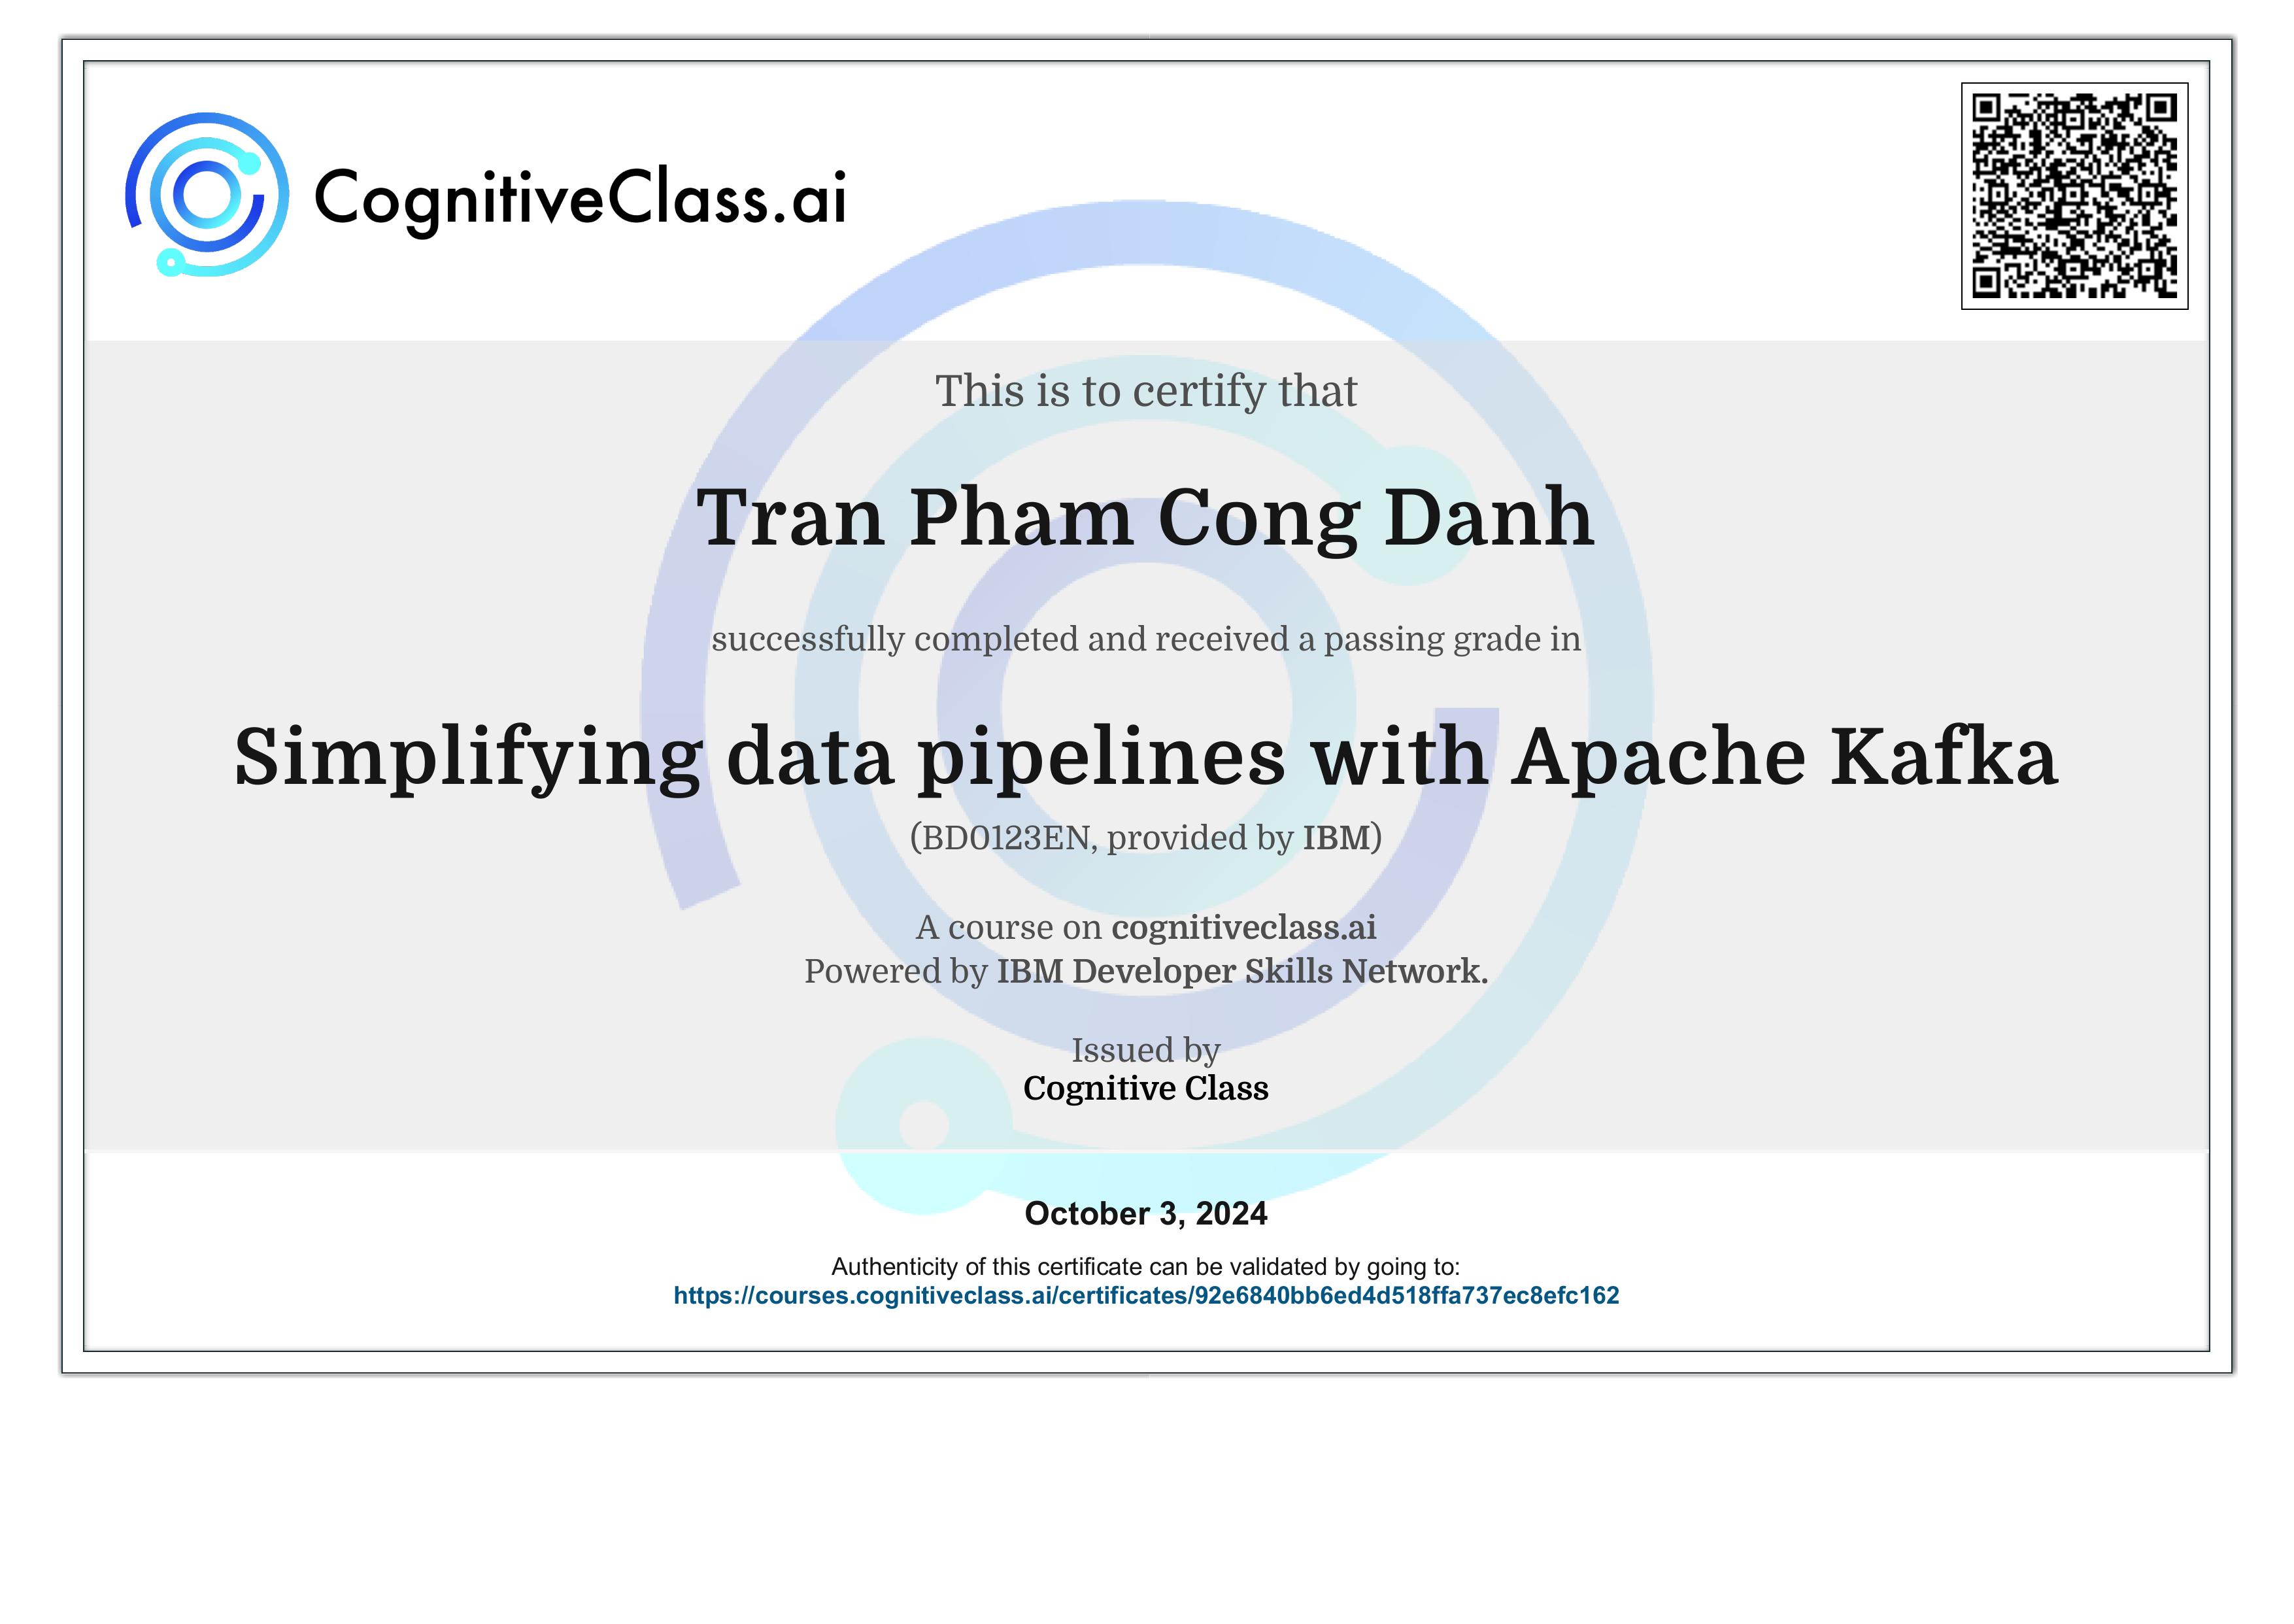 CognitiveClass.ai
This is to certify that
Tran Pham Cong Danh
successfully completed and received a passing grade in
Simplifying data pipelines with Apache Kafka
(BD0123EN, provided by IBM)
A course on cognitiveclass.ai
Powered by IBM Developer Skills Network.
Issued by
Cognitive Class
October 3, 2024
Authenticity of this certificate can be validated by going to:
https://courses.cognitiveclass.ai/certificates/92e6840bb6ed4d518ffa737ec8efc162